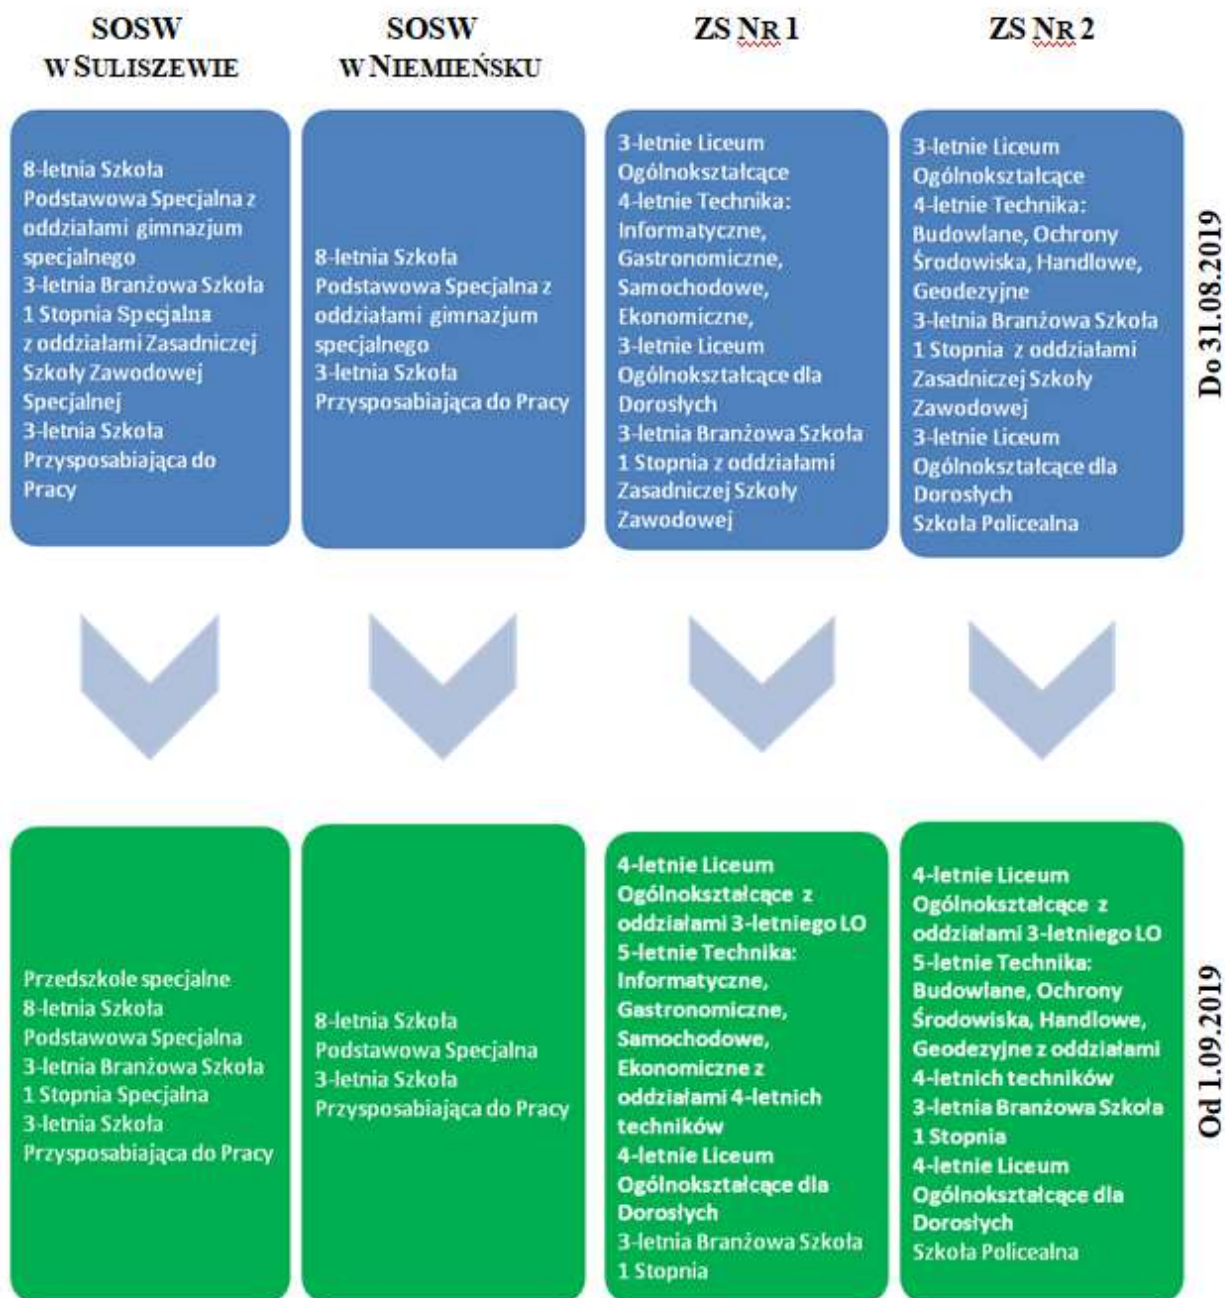 SOSW
W SULISZEWIE
SOSW
W NIEMIEŃSKU
ZS NR 1
ZS NR 2
8-letnia Szkoła
Podstawowa Specjalna z
oddziałami gimnazjum
specjalnego
3-letnia Branżowa Szkoła
1 Stopnia Specjalna
z oddziałami Zasadniczej
Szkoły Zawodowej
Specjalnej
3-letnia Szkoła
Przysposabiająca do
Pracy
8-letnia Szkoła
Podstawowa Specjalna z
oddziałami gimnazjum
specjalnego
3-letnia Szkoła
Przysposabiająca do Pracy
3-letnie Liceum
Ogólnokształcące
4-letnie Technika:
Informatyczne,
Gastronomiczne,
Samochodowe,
Ekonomiczne,
3-letnie Liceum
Ogólnokształcące dla
Dorosłych
3-letnia Branżowa Szkoła
1 Stopnia z oddziałami
Zasadniczej Szkoły
Zawodowej
3-letnie Liceum
Ogólnokształcące
4-letnie Technika:
Budowlane, Ochrony
Środowiska, Handlowe,
Geodezyjne
3-letnia Branżowa Szkoła
1 Stopnia z oddziałami
Zasadniczej Szkoły
Zawodowej
3-letnie Liceum
Ogólnokształcące dla
Dorosłych
Szkoła Policealna
Do 31.08.2019
Przedszkole specjalne
8-letnia Szkoła
Podstawowa Specjalna
3-letnia Branżowa Szkoła
1 Stopnia Specjalna
3-letnia Szkoła
Przysposabiająca do Pracy
8-letnia Szkoła
Podstawowa Specjalna
3-letnia Szkoła
Przysposabiająca do Pracy
4-letnie Liceum
Ogólnokształcące z
oddziałami 3-letniego LO
5-letnie Technika:
Informatyczne,
Gastronomiczne,
Samochodowe,
Ekonomiczne z
oddziałami 4-letnich
techników
4-letnie Liceum
Ogólnokształcące dla
Dorosłych
3-letnia Branżowa Szkoła
1 Stopnia
4-letnie Liceum
Ogólnokształcące z
oddziałami 3-letniego LO
5-letnie Technika:
Budowlane, Ochrony
Środowiska, Handlowe,
Geodezyjne z oddziałami
4-letnich techników
3-letnia Branżowa Szkoła
1 Stopnia
4-letnie Liceum
Ogólnokształcące dla
Dorosłych
Szkoła Policealna
Od 1.09.2019